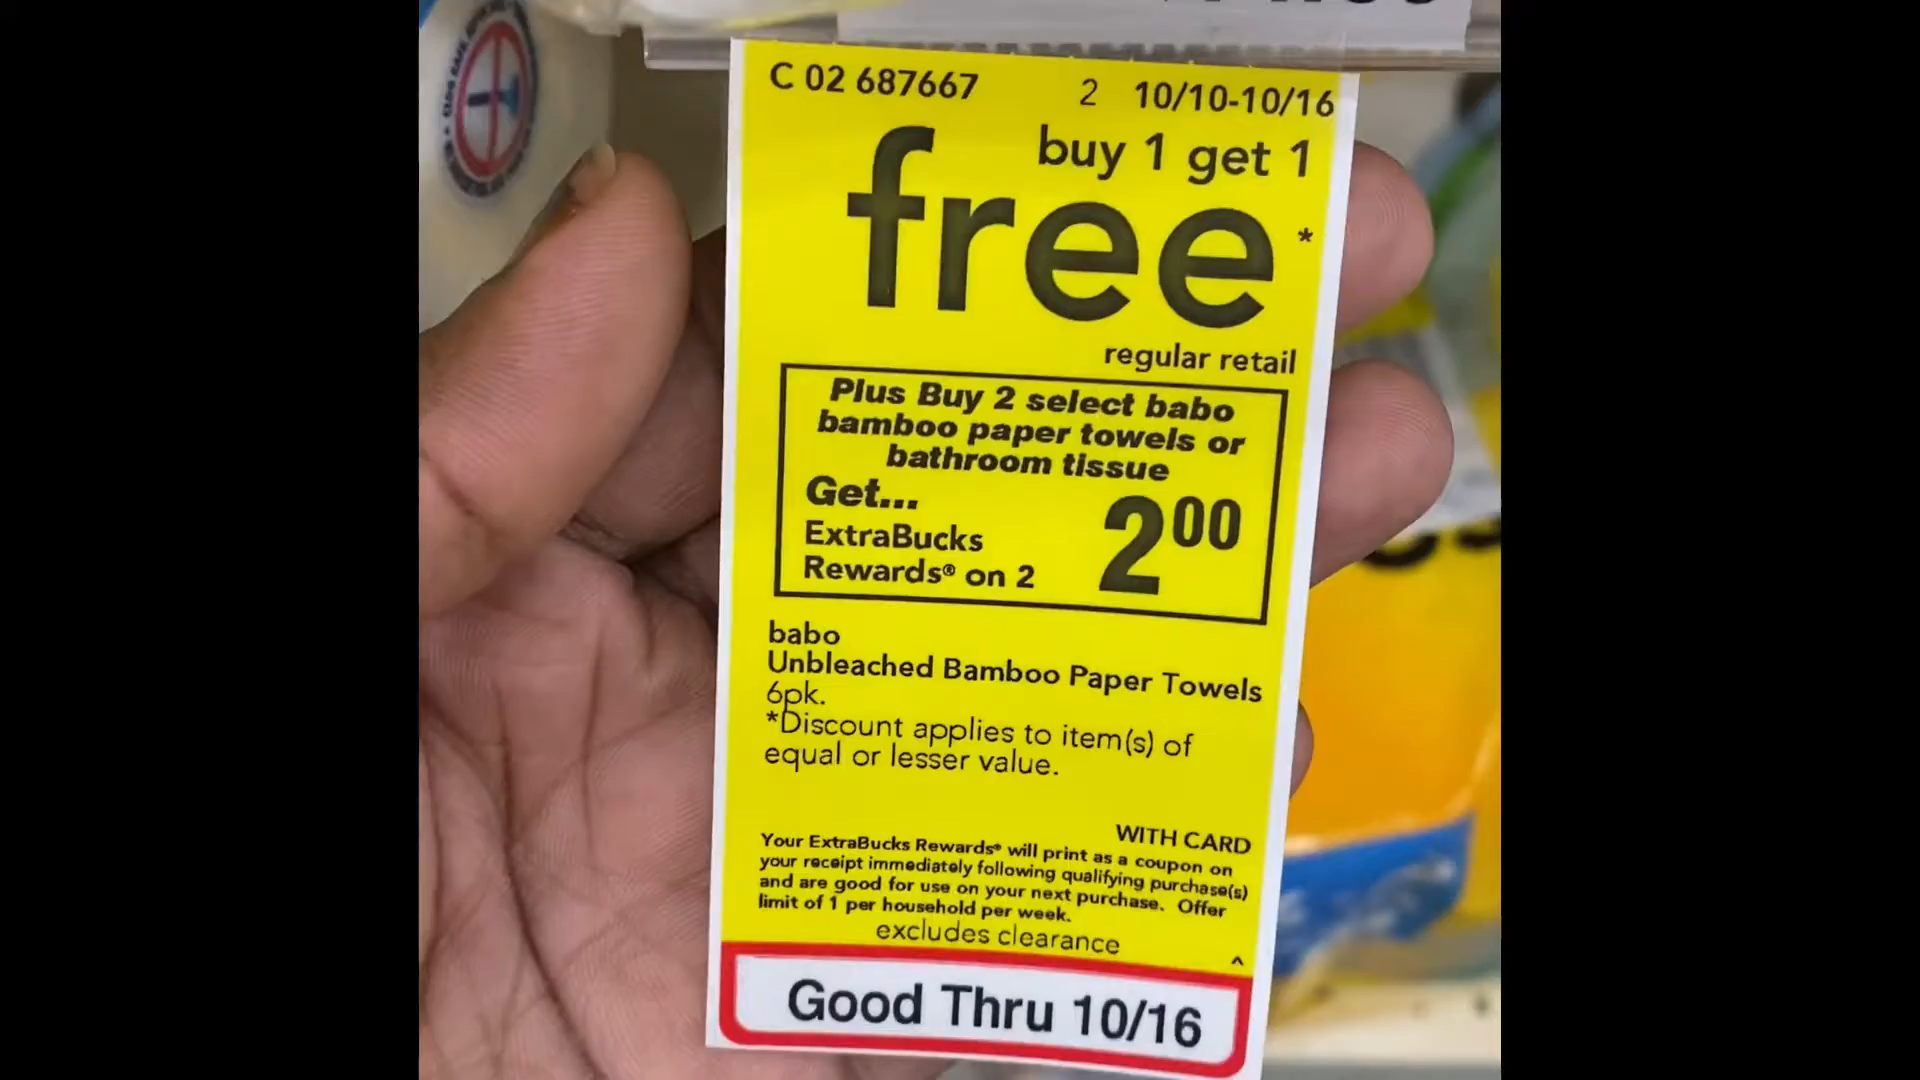 C 02 687667 2 10/10-10/16
buy 1 get 1
free*
regular retail
Plus Buy 2 select babo
bamboo paper towels or
bathroom tissue
Get...
ExtraBucks
Rewards® on 2
2⁰⁰
babo
Unbleached Bamboo Paper Towels
6pk.
*Discount applies to item(s) of
equal or lesser value.
WITH CARD
Your ExtraBucks Rewards® will print as a coupon on
your receipt immediately following qualifying purchase(s)
and are good for use on your next purchase. Offer
limit of 1 per household per week.
excludes clearance
^
Good Thru 10/16